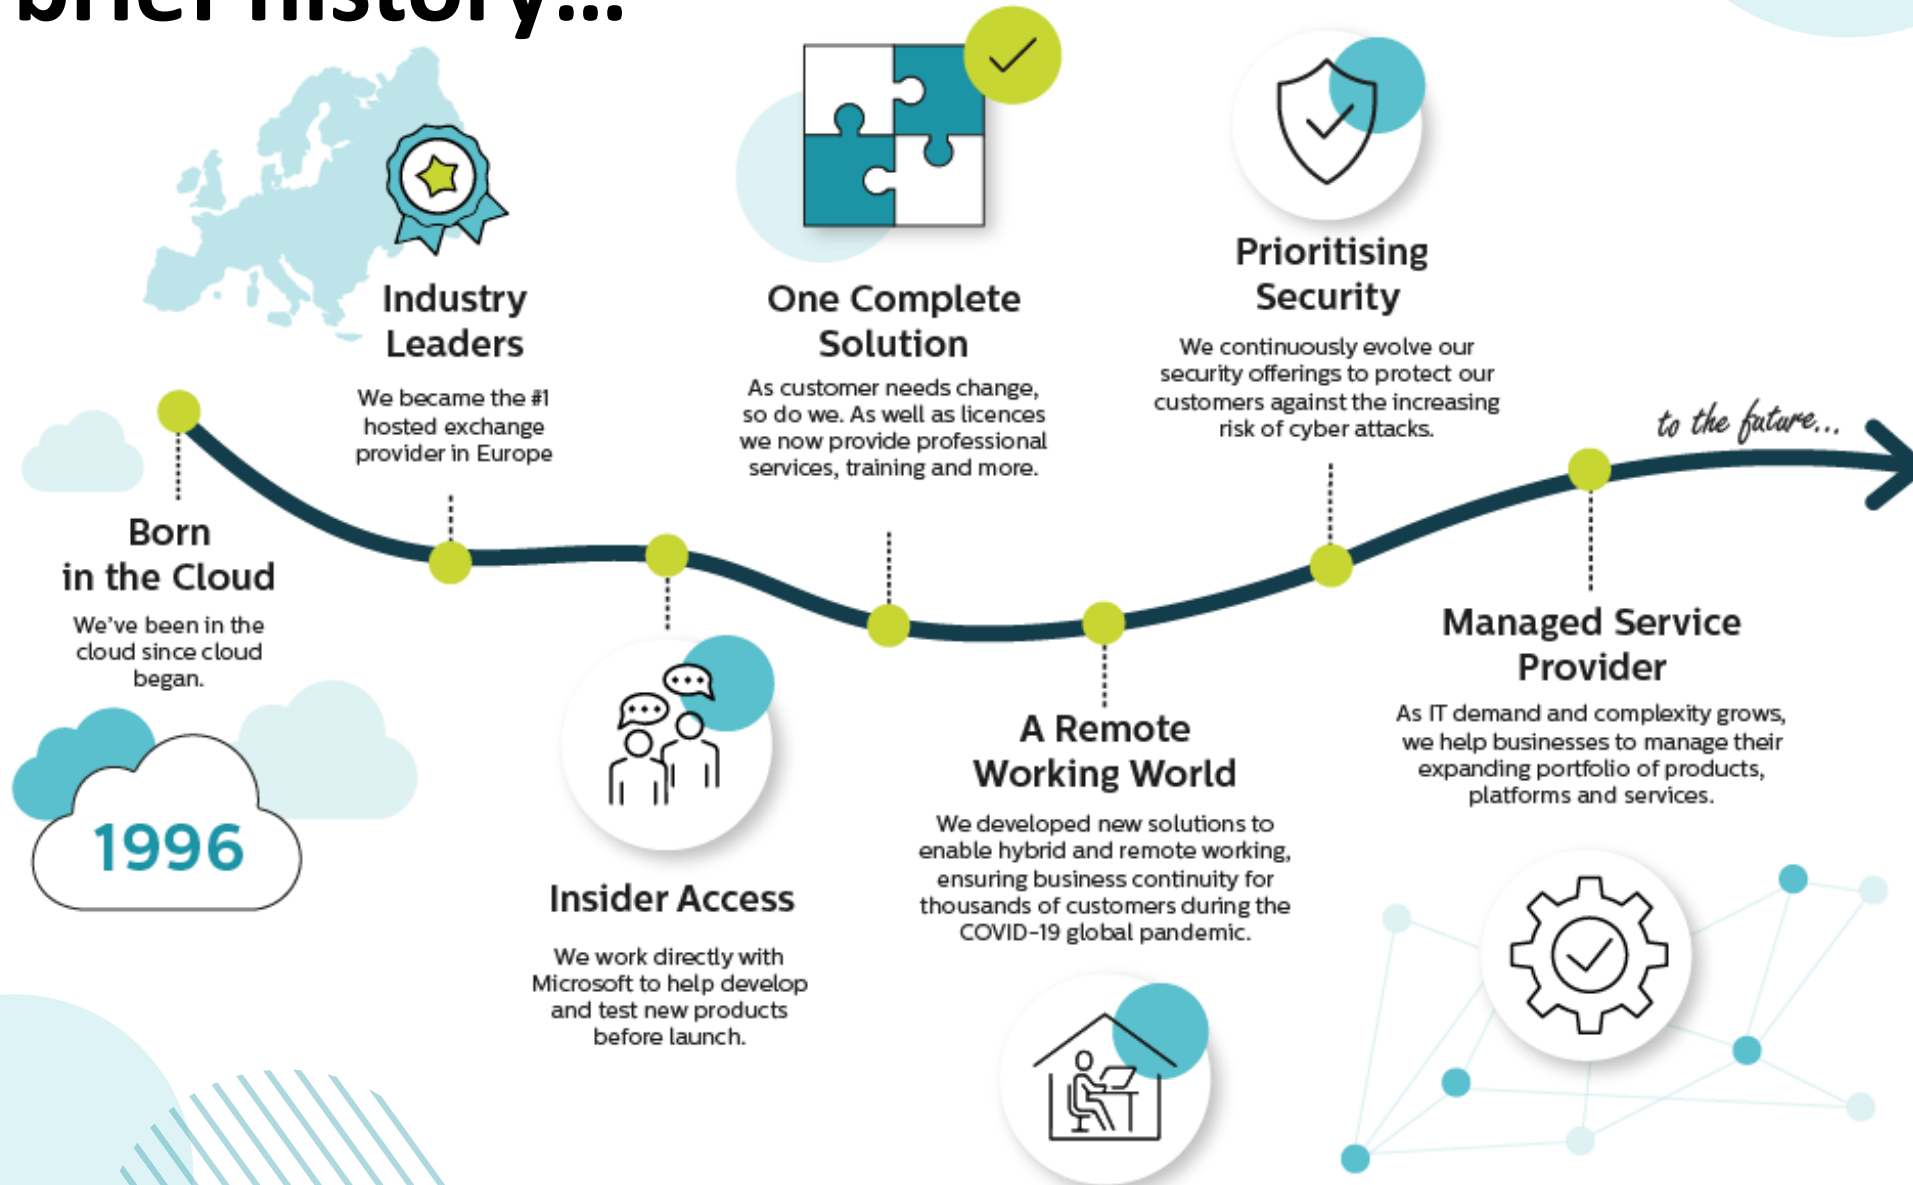 brief history...
Industry
Leaders
We became the #1
hosted exchange
provider in Europe
One Complete
Solution
As customer needs change,
so do we. As well as licences
we now provide professional
services, training and more.
Prioritising
Security
We continuously evolve our
security offerings to protect our
customers against the increasing
risk of cyber attacks.
to the future...
Born
in the Cloud
We've been in the
cloud since cloud
began.
1996
Insider Access
We work directly with
Microsoft to help develop
and test new products
before launch.
A Remote
Working World
We developed new solutions to
enable hybrid and remote working,
ensuring business continuity for
thousands of customers during the
COVID-19 global pandemic.
Managed Service
Provider
As IT demand and complexity grows,
we help businesses to manage their
expanding portfolio of products,
platforms and services.